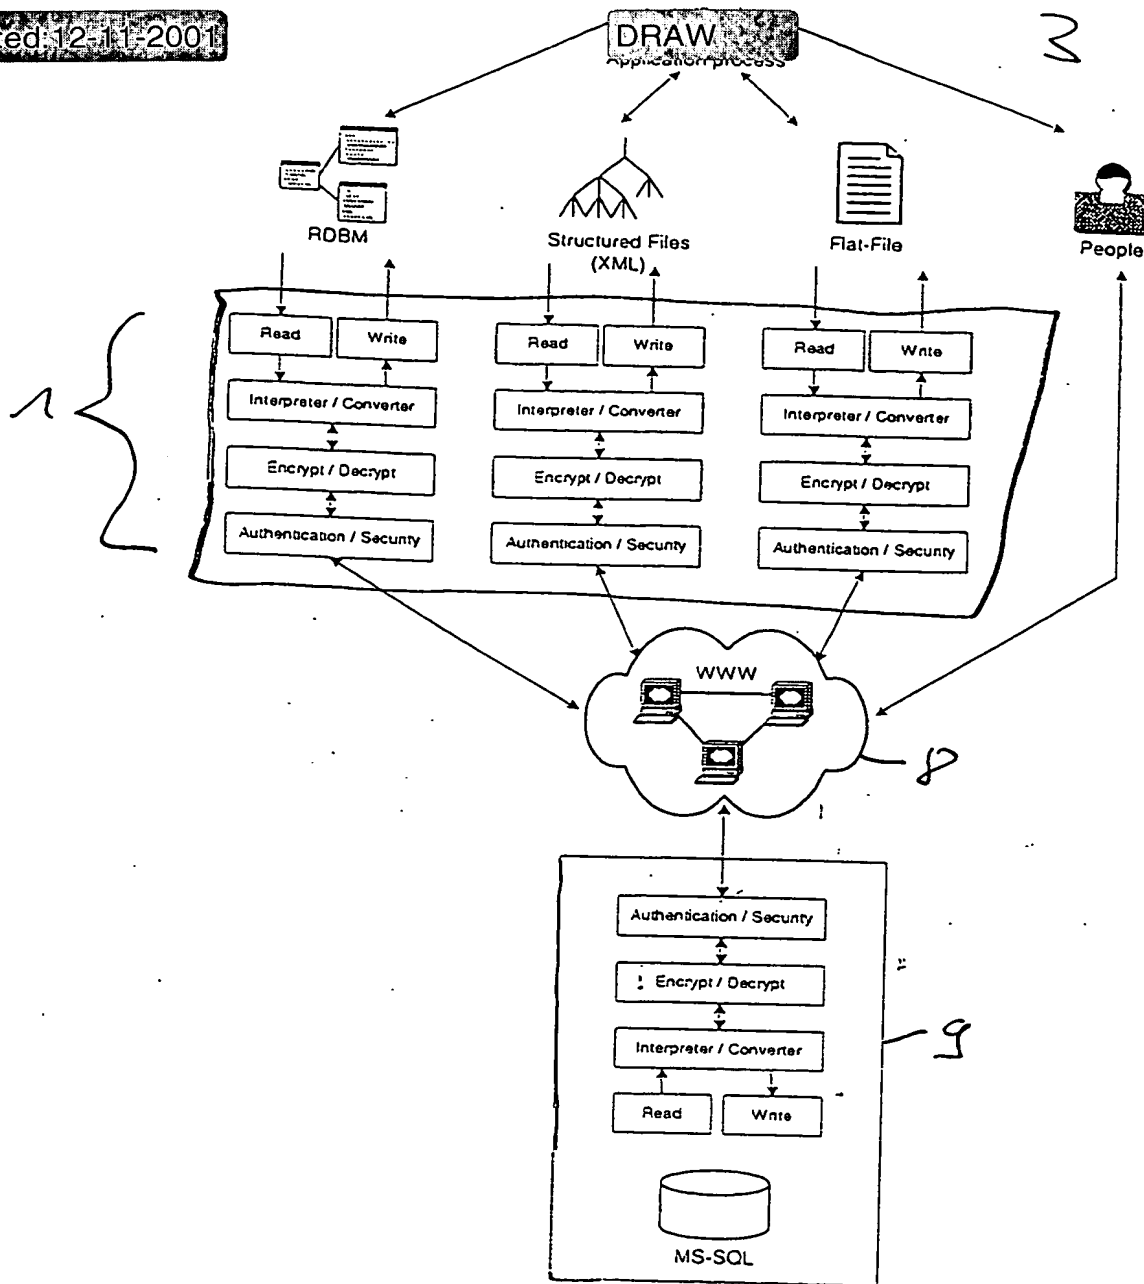 ed 12-11-2001
DRAW
3
Application process
RDBM
Structured Files
(XML)
Flat-File
People
Read Write Read Write Read Write
1
Interpreter / Converter Interpreter / Converter Interpreter / Converter
Encrypt / Decrypt Encrypt / Decrypt Encrypt / Decrypt
Authentication / Security Authentication / Security Authentication / Security
WWW
8
Authentication / Security
Encrypt / Decrypt
Interpreter / Converter
9
Read Write
MS-SQL